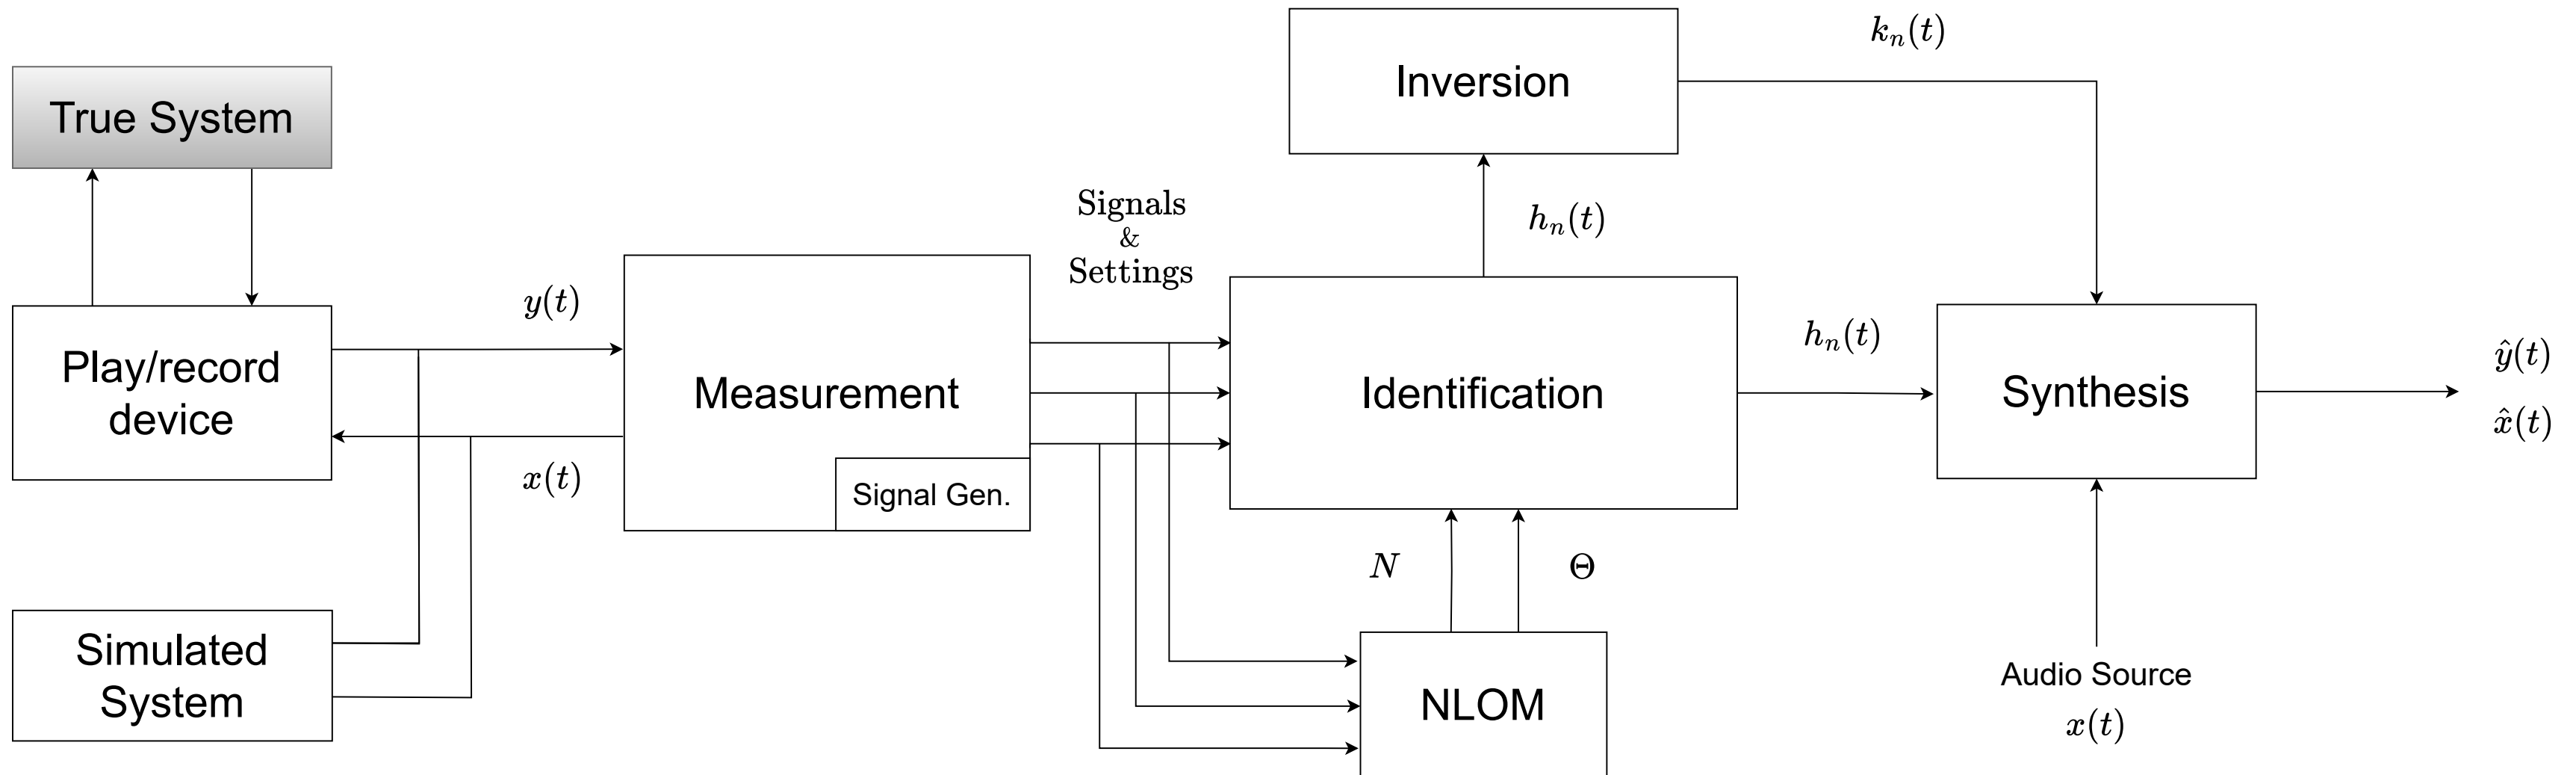 True System
Play/record
device
Simulated
System
y(t)
x(t)
Measurement
Signal Gen.
Signals
&
Settings
Inversion
k_n(t)
h_n(t)
Identification
h_n(t)
N
Θ
NLOM
Synthesis
Audio Source
x(t)
ŷ(t)
x̂(t)